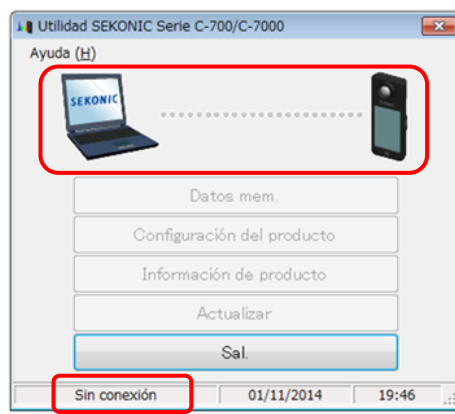 Utilidad SEKONIC Serie C-700/C-7000
Ayuda (H)
SEKONIC
Datos mem.
Configuración del producto
Información de producto
Actualizar
Sal.
Sin conexión 01/11/2014 19:46